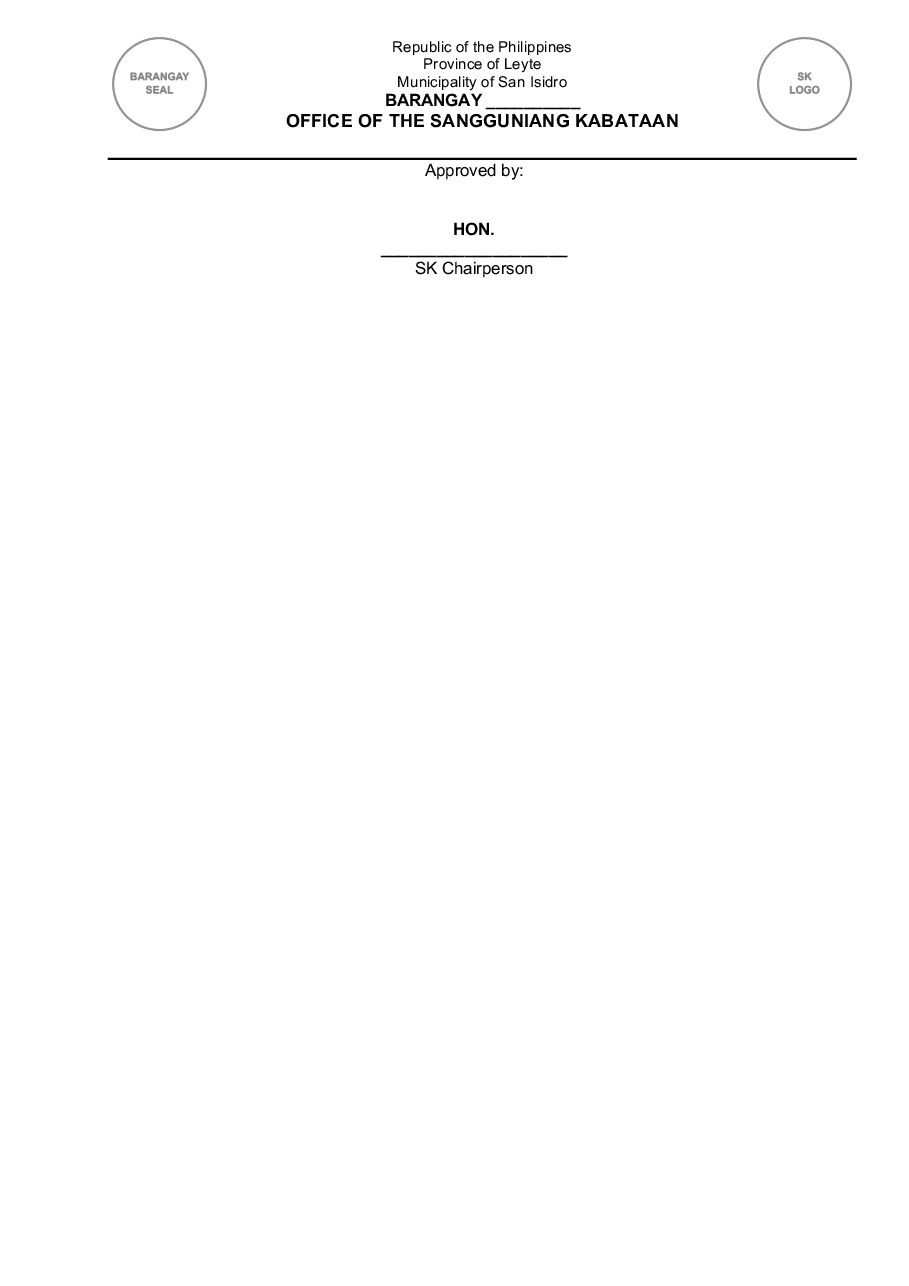 BARANGAY
SEAL
Republic of the Philippines
Province of Leyte
Municipality of San Isidro
BARANGAY __________
OFFICE OF THE SANGGUNIANG KABATAAN
SK
LOGO
Approved by:
HON.
____________________
SK Chairperson